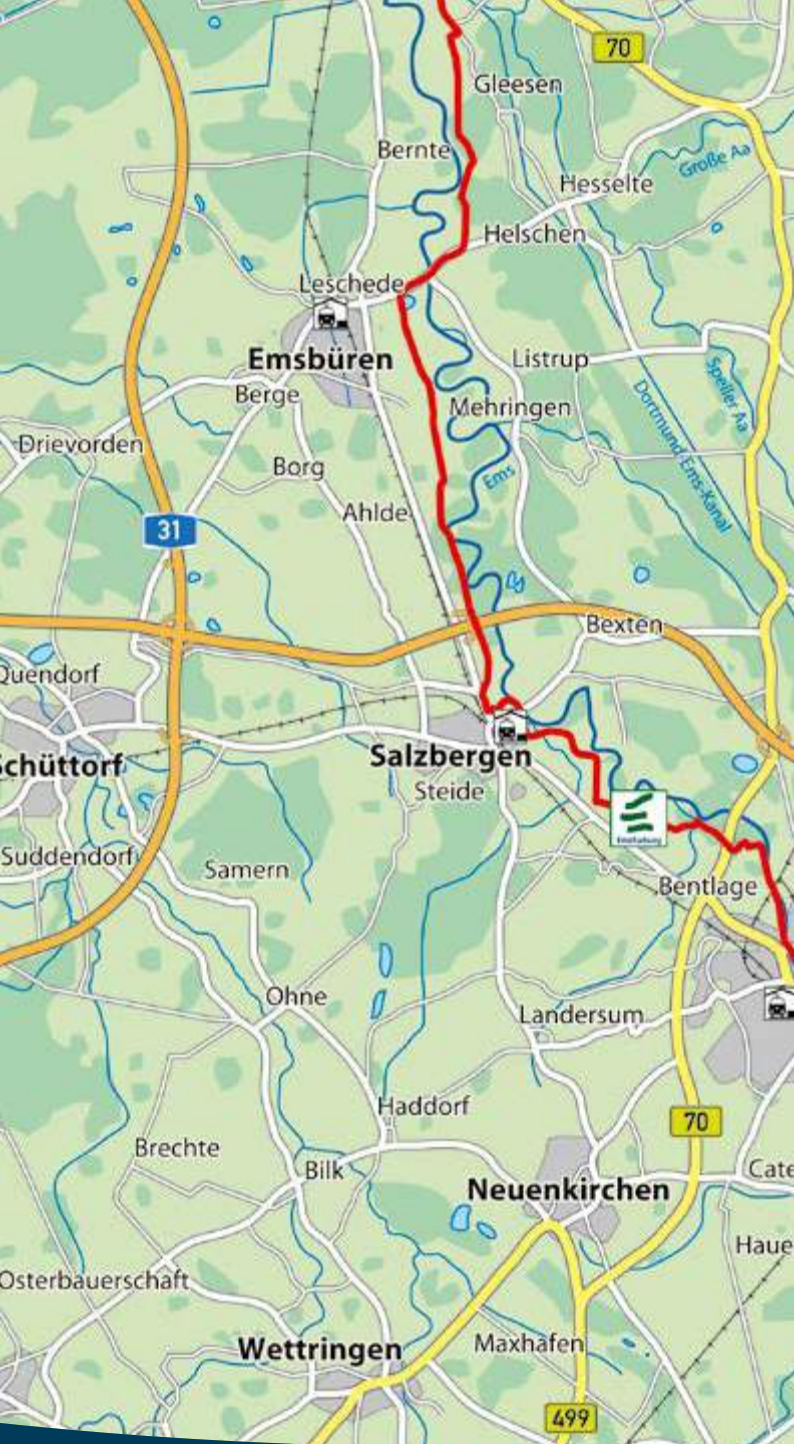 70
Gleesen
Bernte
Große Aa
Hesselte
Helschen
Leschede
Emsbüren
Listrup
Berge
Speller Aa
Mehringen
Dortmund-Ems-Kanal
Drievorden
Borg
Ems
Ahlde
31
Bexten
Quendorf
Salzbergen
Schüttorf
Steide
Suddendorf
Samern
Bentlage
Ohne
Landersum
Haddorf
70
Brechte
Bilk
Cate
Neuenkirchen
Haue
Osterbauerschaft
Wettringen
Maxhafen
499